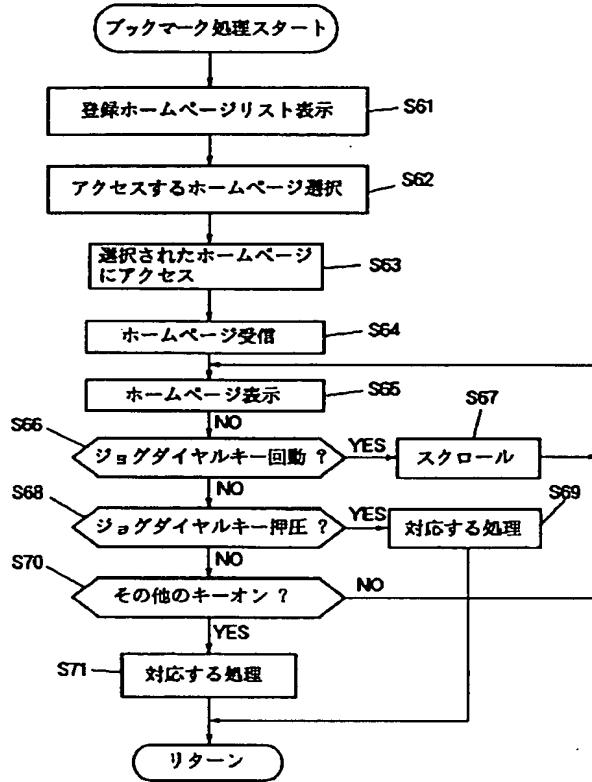 ブックマーク処理スタート
登録ホームページリスト表示
S61
アクセスするホームページ選択
S62
選択されたホームページ
にアクセス
S63
ホームページ受信
S64
ホームページ表示
S65
NO
S66
ジョグダイヤルキー回動 ?
YES
スクロール
S67
NO
S68
ジョグダイヤルキー押圧 ?
YES
対応する処理
S69
NO
S70
その他のキーオン ?
NO
YES
S71
対応する処理
リターン